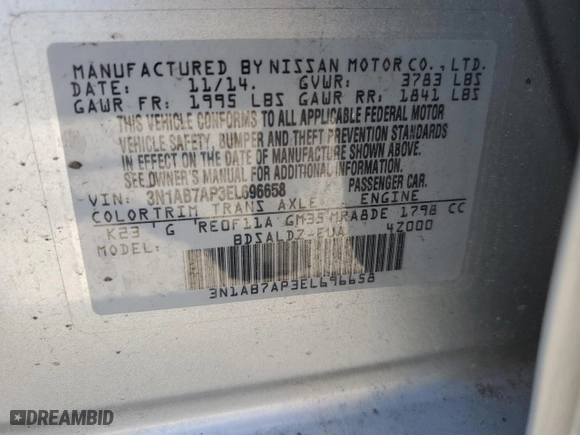 MANUFACTURED BY NISSAN MOTOR CO., LTD.
DATE: 11/14. GVWR: 3783 LBS
GAWR FR: 1995 LBS GAWR RR: 1841 LBS
THIS VEHICLE CONFORMS TO ALL APPLICABLE FEDERAL MOTOR
VEHICLE SAFETY, BUMPER AND THEFT PREVENTION STANDARDS
IN EFFECT ON THE DATE OF MANUFACTURE SHOWN ABOVE.
SEE OWNER'S MANUAL FOR ADDITIONAL INFORMATION.
VIN: 3N1AB7AP3EL696658 PASSENGER CAR.
COLOR TRIM TRANS AXLE ENGINE
K23 G RE0F11A GM35 MRA8DE 1798 CC
MODEL: BDSALDZ-EUA 4Z000
3N1AB7AP3EL696658
DREAMBID